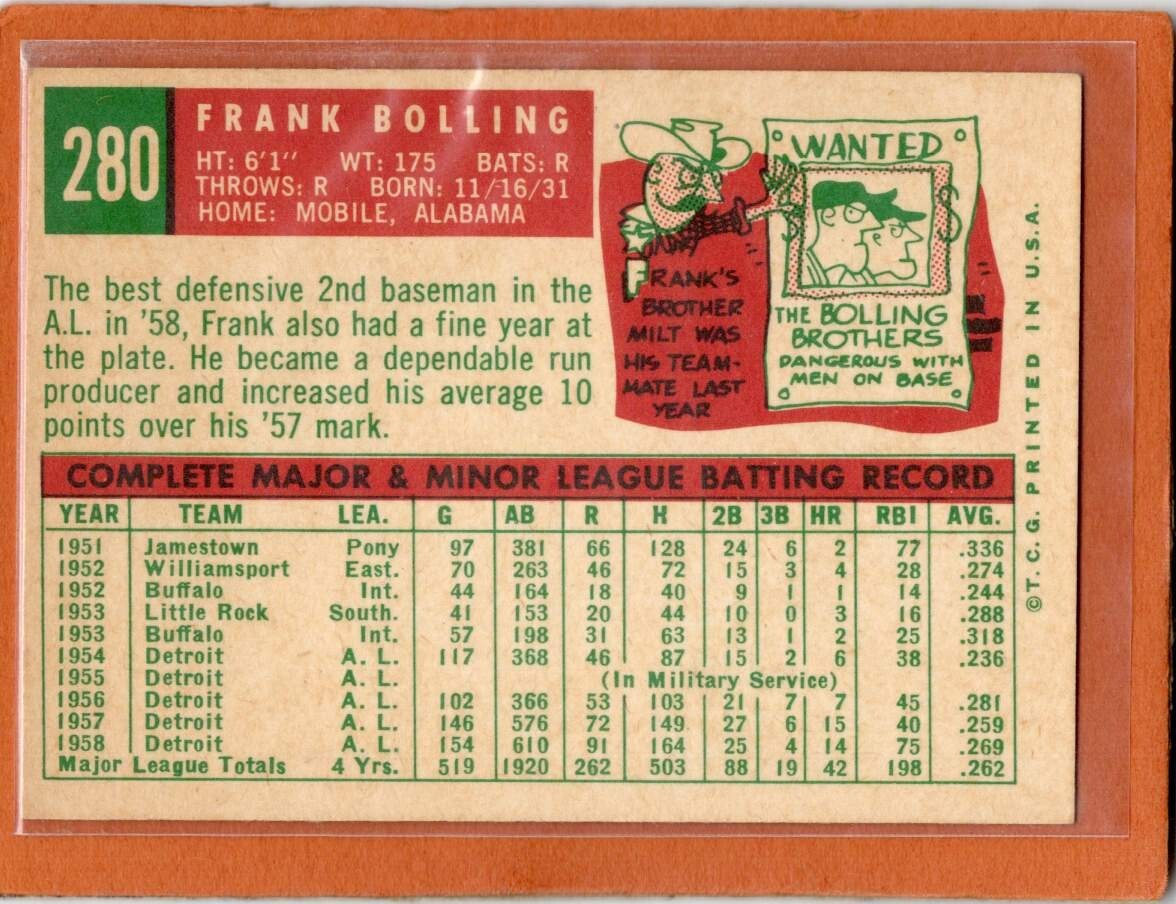 280
FRANK BOLLING
HT: 6'1" WT: 175 BATS: R
THROWS: R BORN: 11/16/31
HOME: MOBILE, ALABAMA
The best defensive 2nd baseman in the
A.L. in '58, Frank also had a fine year at
the plate. He became a dependable run
producer and increased his average 10
points over his '57 mark.
FRANK'S
BROTHER
MILT WAS
HIS TEAM-
MATE LAST
YEAR
WANTED
THE BOLLING
BROTHERS
DANGEROUS WITH
MEN ON BASE
COMPLETE MAJOR & MINOR LEAGUE BATTING RECORD
YEAR TEAM LEA. G AB R H 2B 3B HR RBI AVG.
1951 Jamestown Pony 97 381 66 128 24 6 2 77 .336
1952 Williamsport East. 70 263 46 72 15 3 4 28 .274
1952 Buffalo Int. 44 164 18 40 9 1 1 14 .244
1953 Little Rock South. 41 153 20 44 10 0 3 16 .288
1953 Buffalo Int. 57 198 31 63 13 1 2 25 .318
1954 Detroit A. L. 117 368 46 87 15 2 6 38 .236
1955 Detroit A. L. (In Military Service)
1956 Detroit A. L. 102 366 53 103 21 7 7 45 .281
1957 Detroit A. L. 146 576 72 149 27 6 15 40 .259
1958 Detroit A. L. 154 610 91 164 25 4 14 75 .269
Major League Totals 4 Yrs. 519 1920 262 503 88 19 42 198 .262
©T. C. G. PRINTED IN U.S.A.